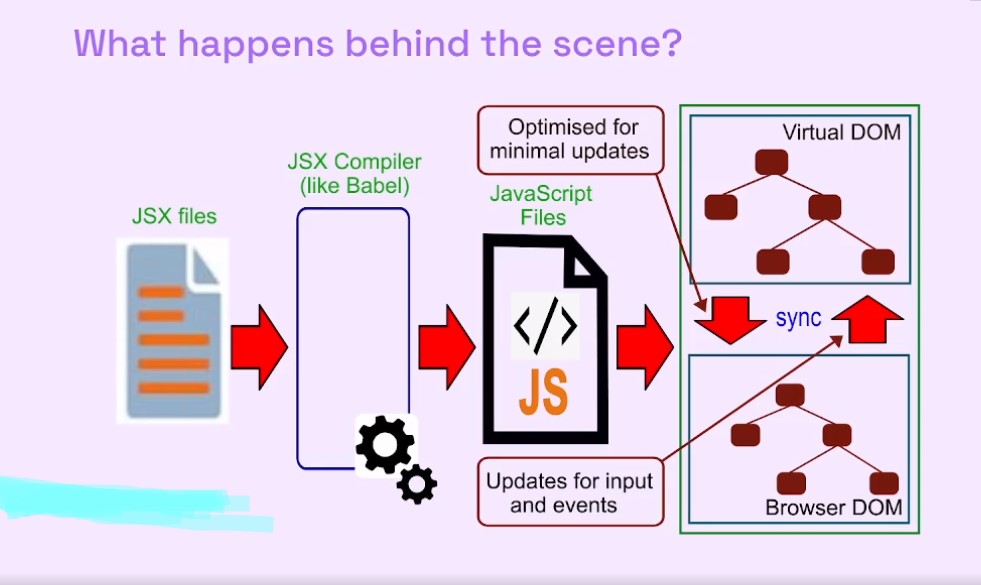 What happens behind the scene?
JSX files
JSX Compiler
(like Babel)
JavaScript
Files
</>
JS
Optimised for
minimal updates
Updates for input
and events
Virtual DOM
sync
Browser DOM